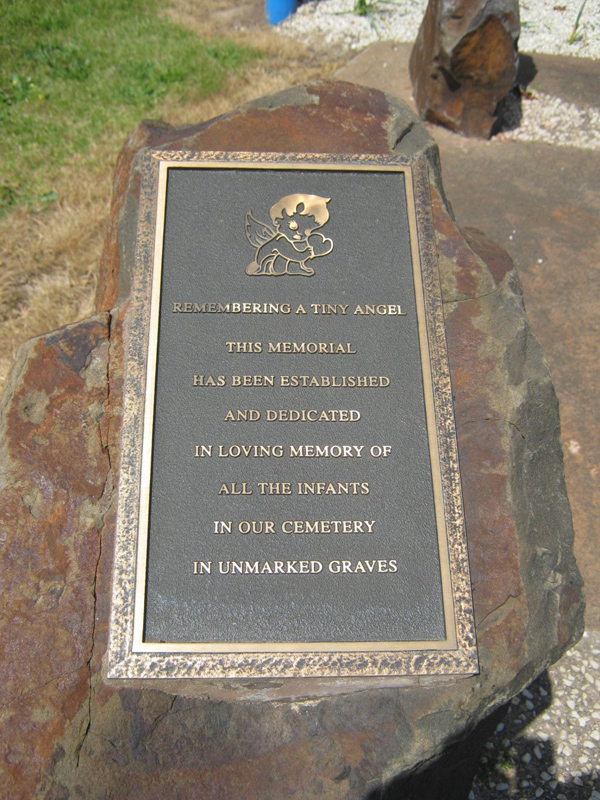 REMEMBERING A TINY ANGEL
THIS MEMORIAL
HAS BEEN ESTABLISHED
AND DEDICATED
IN LOVING MEMORY OF
ALL THE INFANTS
IN OUR CEMETERY
IN UNMARKED GRAVES